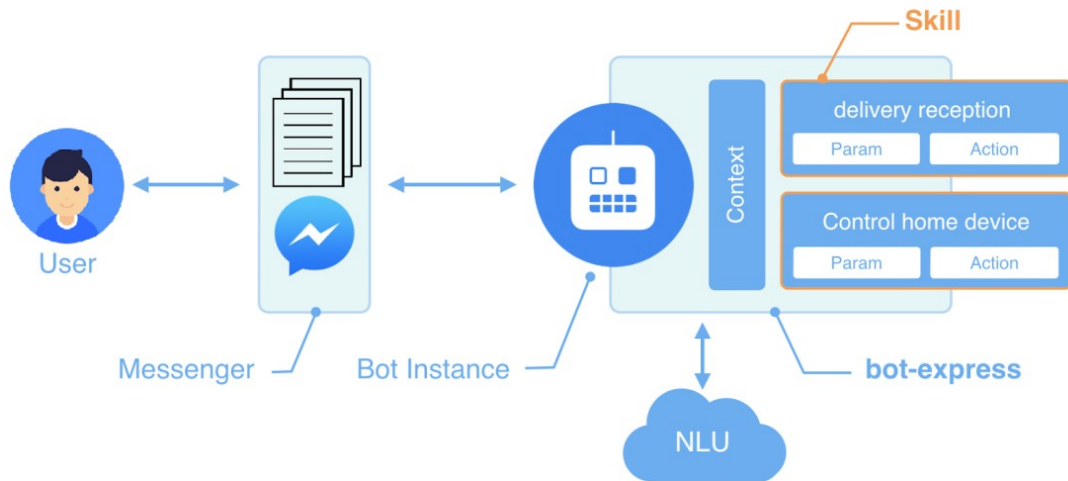 Skill
delivery reception
Param
Action
Context
Control home device
Param
Action
User
Messenger
Bot Instance
bot-express
NLU